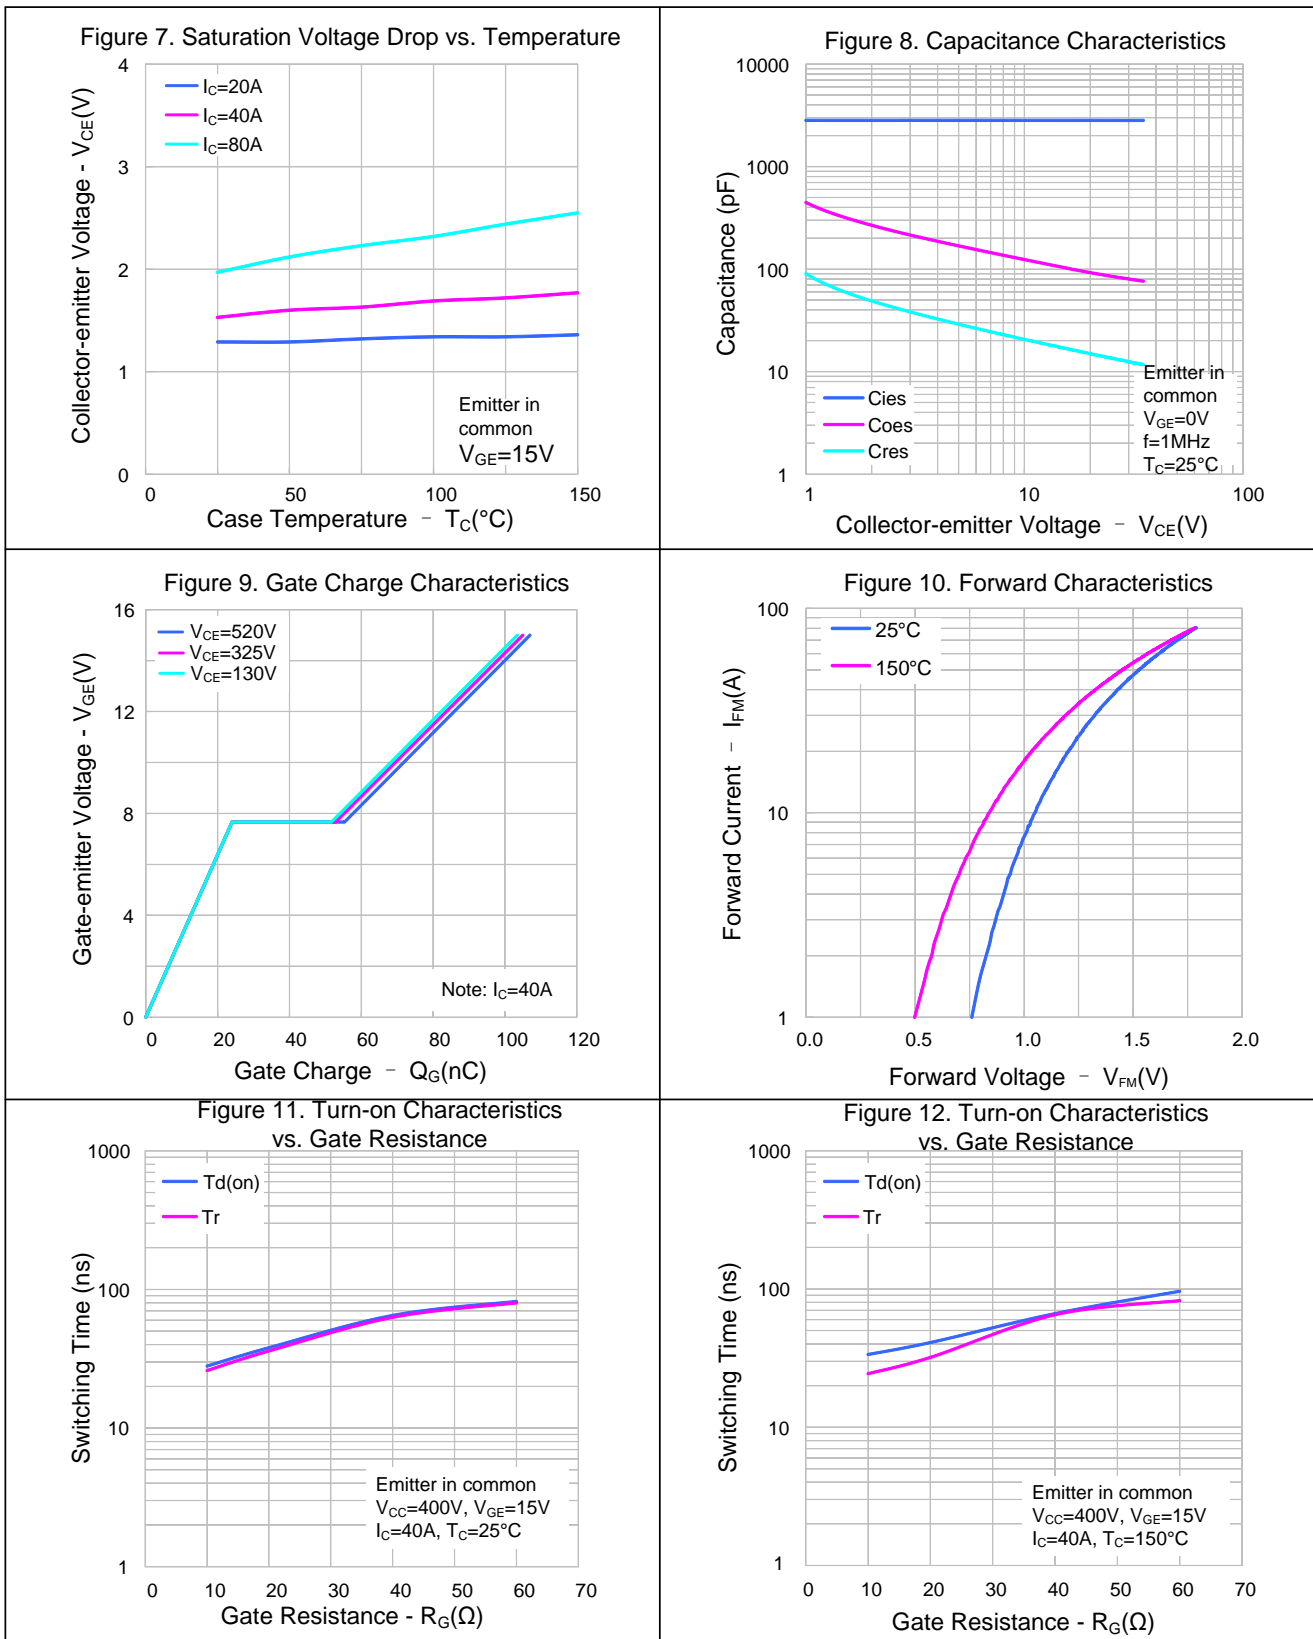 Figure 7. Saturation Voltage Drop vs. Temperature
Collector-emitter Voltage - VCE(V)
4
3
2
1
0
IC=20A
IC=40A
IC=80A
Emitter in
common
VGE=15V
0 50 100 150
Case Temperature – TC(°C)
Figure 8. Capacitance Characteristics
Capacitance (pF)
10000
1000
100
10
1
Cies
Coes
Cres
Emitter in
common
VGE=0V
f=1MHz
TC=25°C
1 10 100
Collector-emitter Voltage – VCE(V)
Figure 9. Gate Charge Characteristics
Gate-emitter Voltage - VGE(V)
16
12
8
4
0
VCE=520V
VCE=325V
VCE=130V
Note: IC=40A
0 20 40 60 80 100 120
Gate Charge – QG(nC)
Figure 10. Forward Characteristics
Forward Current – IFM(A)
100
10
1
25°C
150°C
0.0 0.5 1.0 1.5 2.0
Forward Voltage – VFM(V)
Figure 11. Turn-on Characteristics
vs. Gate Resistance
Switching Time (ns)
1000
100
10
1
Td(on)
Tr
Emitter in common
VCC=400V, VGE=15V
IC=40A, TC=25°C
0 10 20 30 40 50 60 70
Gate Resistance - RG(Ω)
Figure 12. Turn-on Characteristics
vs. Gate Resistance
Switching Time (ns)
1000
100
10
1
Td(on)
Tr
Emitter in common
VCC=400V, VGE=15V
IC=40A, TC=150°C
0 10 20 30 40 50 60 70
Gate Resistance - RG(Ω)